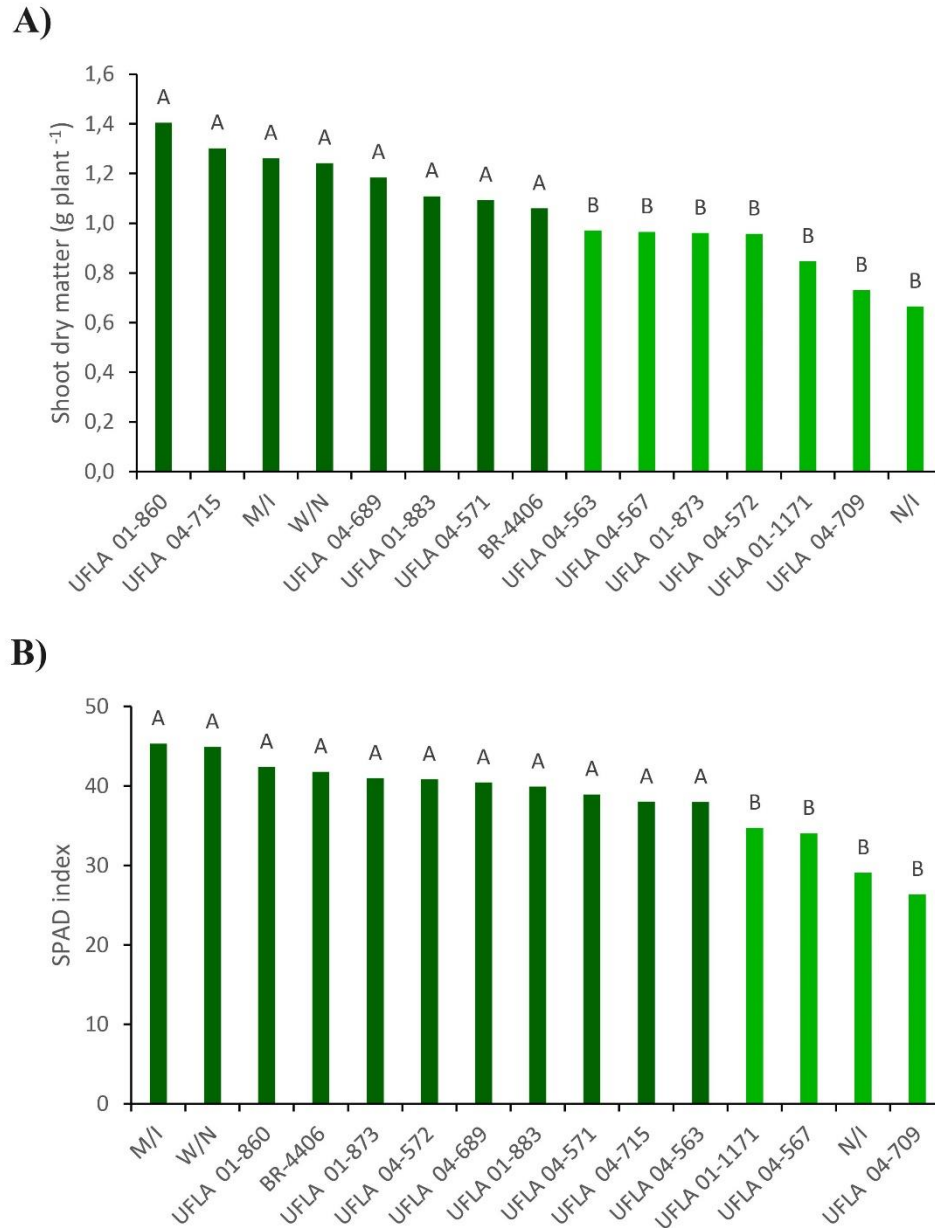 A)
Shoot dry matter (g plant -1)
1,6
1,4
1,2
1,0
0,8
0,6
0,4
0,2
0,0
A A A A A A A A B B B B B B B
UFLA 01-860
UFLA 04-715
M/I
W/N
UFLA 04-689
UFLA 01-883
UFLA 04-571
BR-4406
UFLA 04-563
UFLA 04-567
UFLA 01-873
UFLA 04-572
UFLA 01-1171
UFLA 04-709
N/I
B)
SPAD index
50
40
30
20
10
0
A A A A A A A A A A A B B B B
M/I
W/N
UFLA 01-860
BR-4406
UFLA 01-873
UFLA 04-572
UFLA 04-689
UFLA 01-883
UFLA 04-571
UFLA 04-715
UFLA 04-563
UFLA 01-1171
UFLA 04-567
N/I
UFLA 04-709